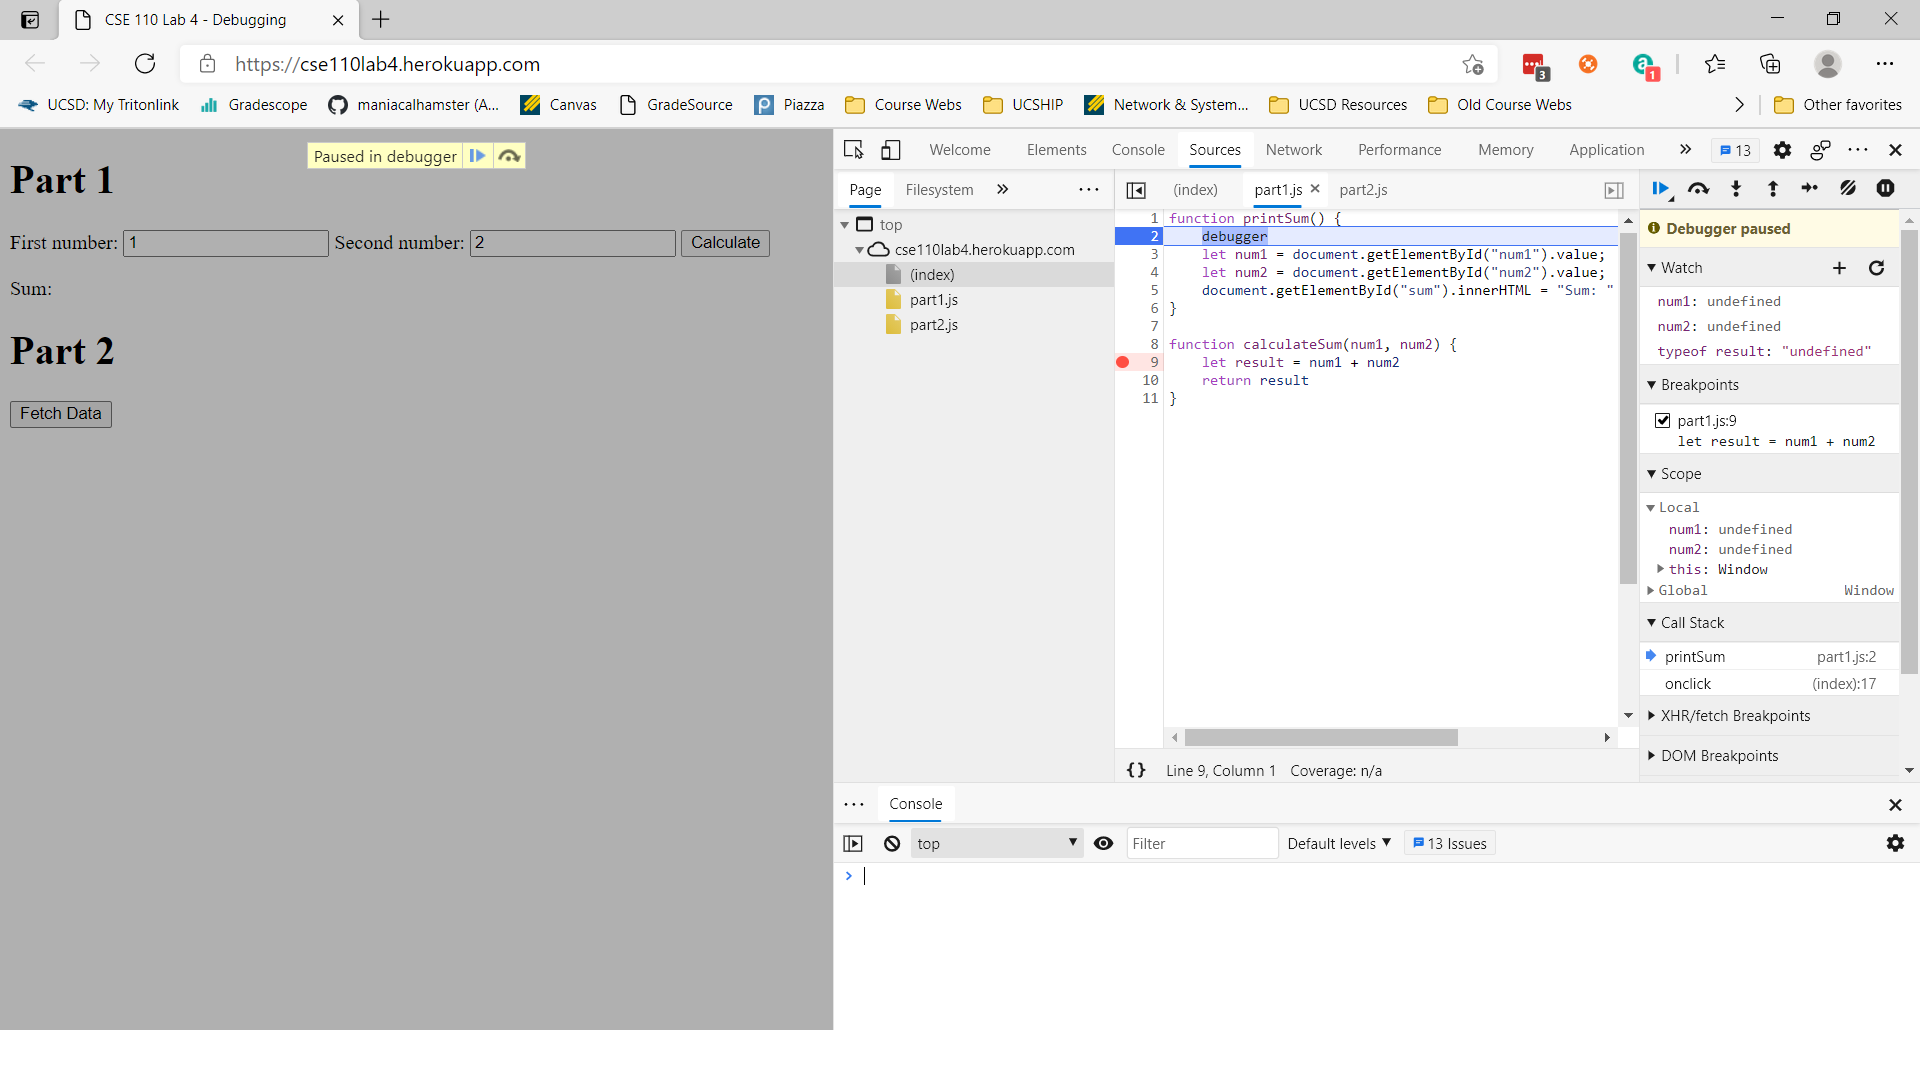 CSE 110 Lab 4 - Debugging
https://cse110lab4.herokuapp.com
3
1
UCSD: My Tritonlink
Gradescope
maniacalhamster (A...
Canvas
GradeSource
Piazza
Course Webs
UCSHIP
Network & System...
UCSD Resources
Old Course Webs
Other favorites
Paused in debugger
Part 1
First number: 1 Second number: 2 Calculate
Sum:
Part 2
Fetch Data
Welcome Elements Console Sources Network Performance Memory Application 13
Page Filesystem
top
cse110lab4.herokuapp.com
(index)
part1.js
part2.js
(index) part1.js part2.js
1 function printSum() {
2 debugger
3 let num1 = document.getElementById("num1").value;
4 let num2 = document.getElementById("num2").value;
5 document.getElementById("sum").innerHTML = "Sum: "
6 }
7
8 function calculateSum(num1, num2) {
9 let result = num1 + num2
10 return result
11 }
{} Line 9, Column 1 Coverage: n/a
Debugger paused
Watch
num1: undefined
num2: undefined
typeof result: "undefined"
Breakpoints
part1.js:9
let result = num1 + num2
Scope
Local
num1: undefined
num2: undefined
this: Window
Global Window
Call Stack
printSum part1.js:2
onclick (index):17
XHR/fetch Breakpoints
DOM Breakpoints
Console
top Filter Default levels 13 Issues